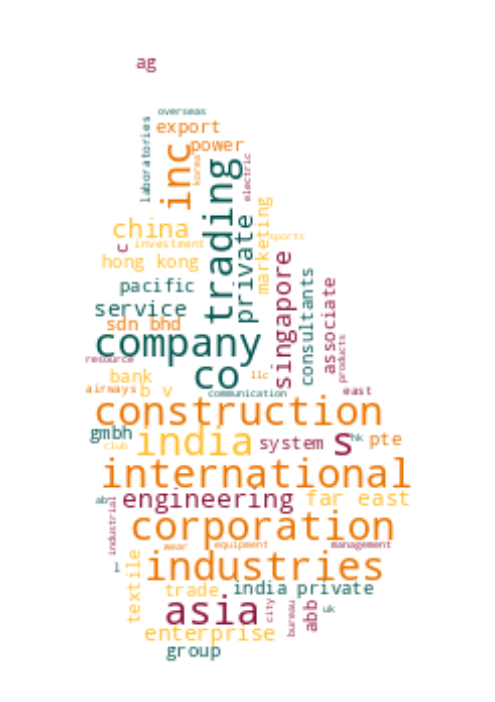 ag
overseas
laboratories
export
power
inc
korea
trading
electric
private
marketing
china
sports
c
investment
hong kong
singapore
pacific
consultants
service
associate
sdn bhd
company
products
resource
co
llc
bank
airways
b v
communication
east
construction
gmbh
india
system
s
hk
pte
club
international
ab
engineering
far east
industrial
corporation
wear
equipment
management
l
industries
textile
trade
india private
asia
city
bureau
abb
uk
enterprise
group